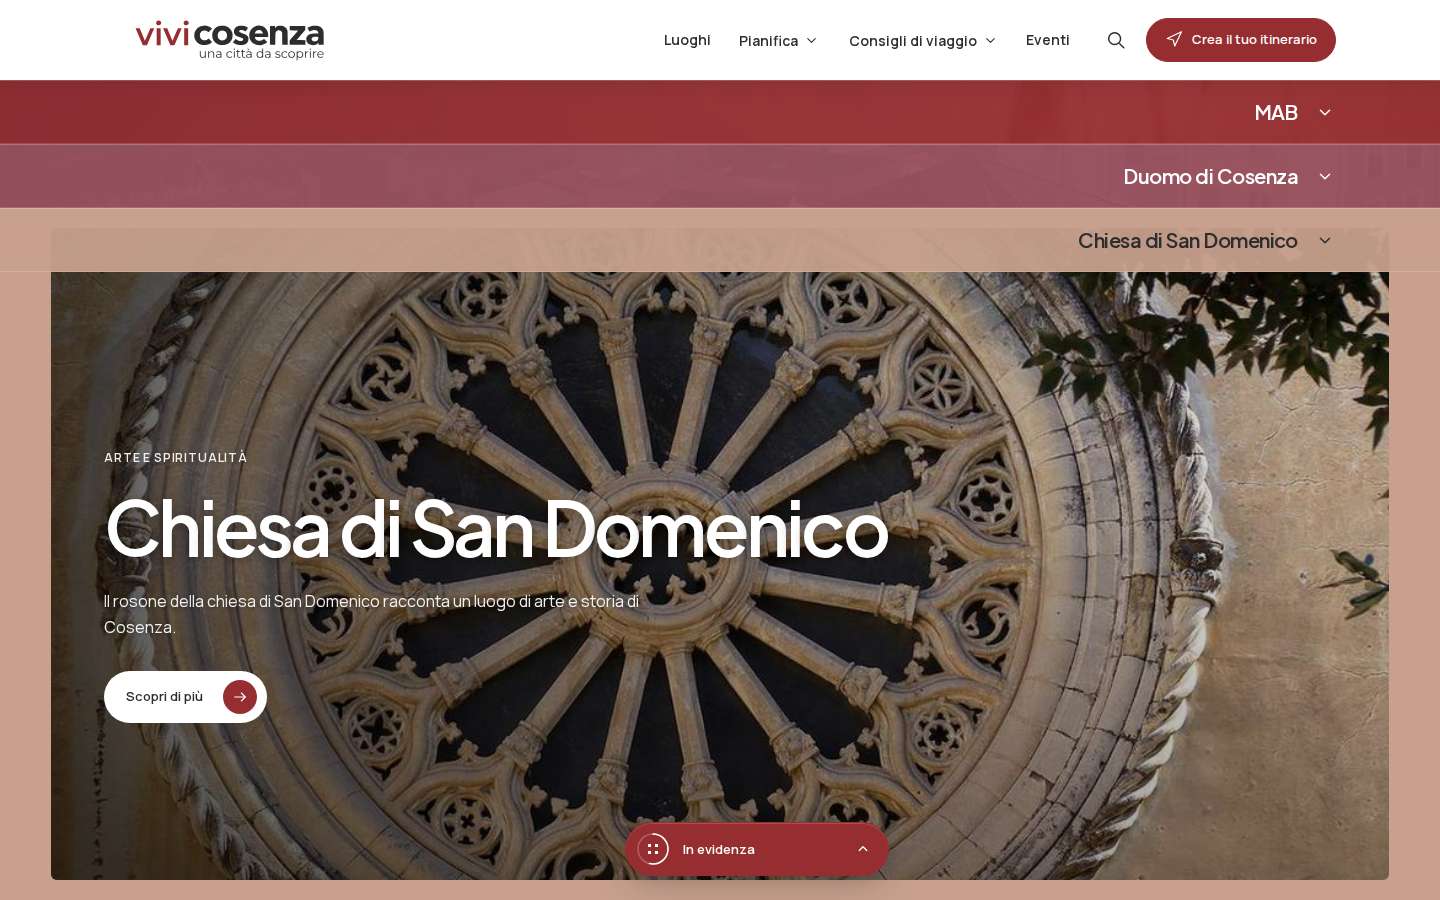 vivicosenza
una città da scoprire
Luoghi
Pianifica
Consigli di viaggio
Eventi
Crea il tuo itinerario
MAB
Duomo di Cosenza
Chiesa di San Domenico
ARTE E SPIRITUALITÀ
Chiesa di San Domenico
Il rosone della chiesa di San Domenico racconta un luogo di arte e storia di
Cosenza.
Scopri di più
In evidenza